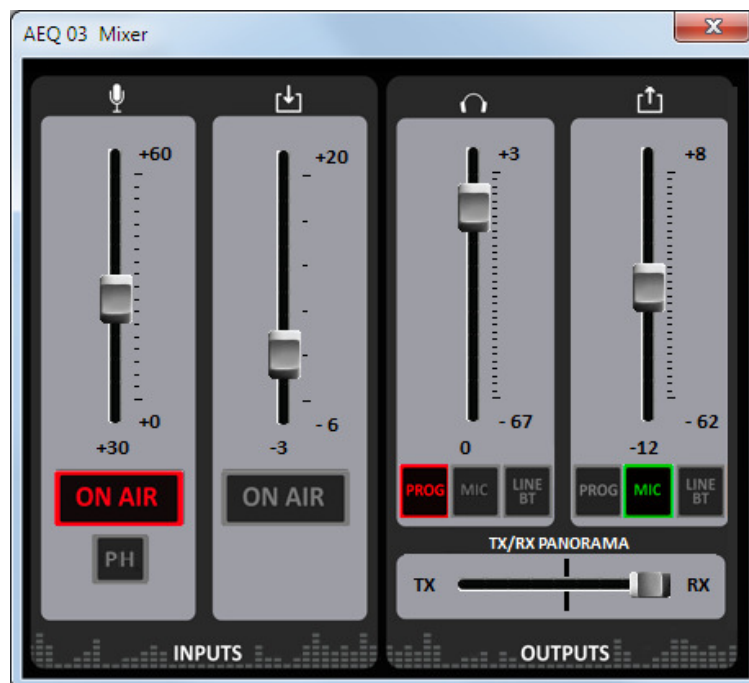 AEQ 03 Mixer
+60
+0
+30
ON AIR
PH
+20
- 6
-3
ON AIR
INPUTS
+3
- 67
0
PROG
MIC
LINE
BT
+8
- 62
-12
PROG
MIC
LINE
BT
TX/RX PANORAMA
TX
RX
OUTPUTS